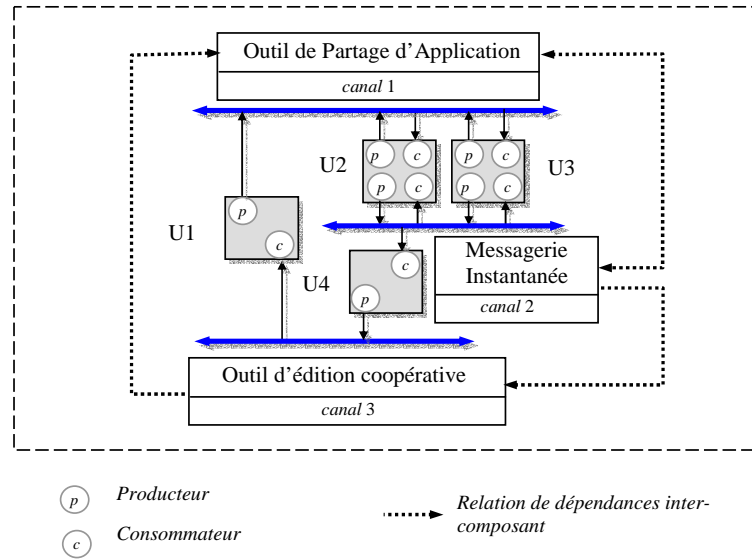 Outil de Partage d'Application
canal 1
U2
p
c
p
c
U3
p
c
p
c
U1
p
c
U4
c
p
Messagerie
Instantanée
canal 2
Outil d'édition coopérative
canal 3
p
Producteur
c
Consommateur
Relation de dépendances inter-
composant